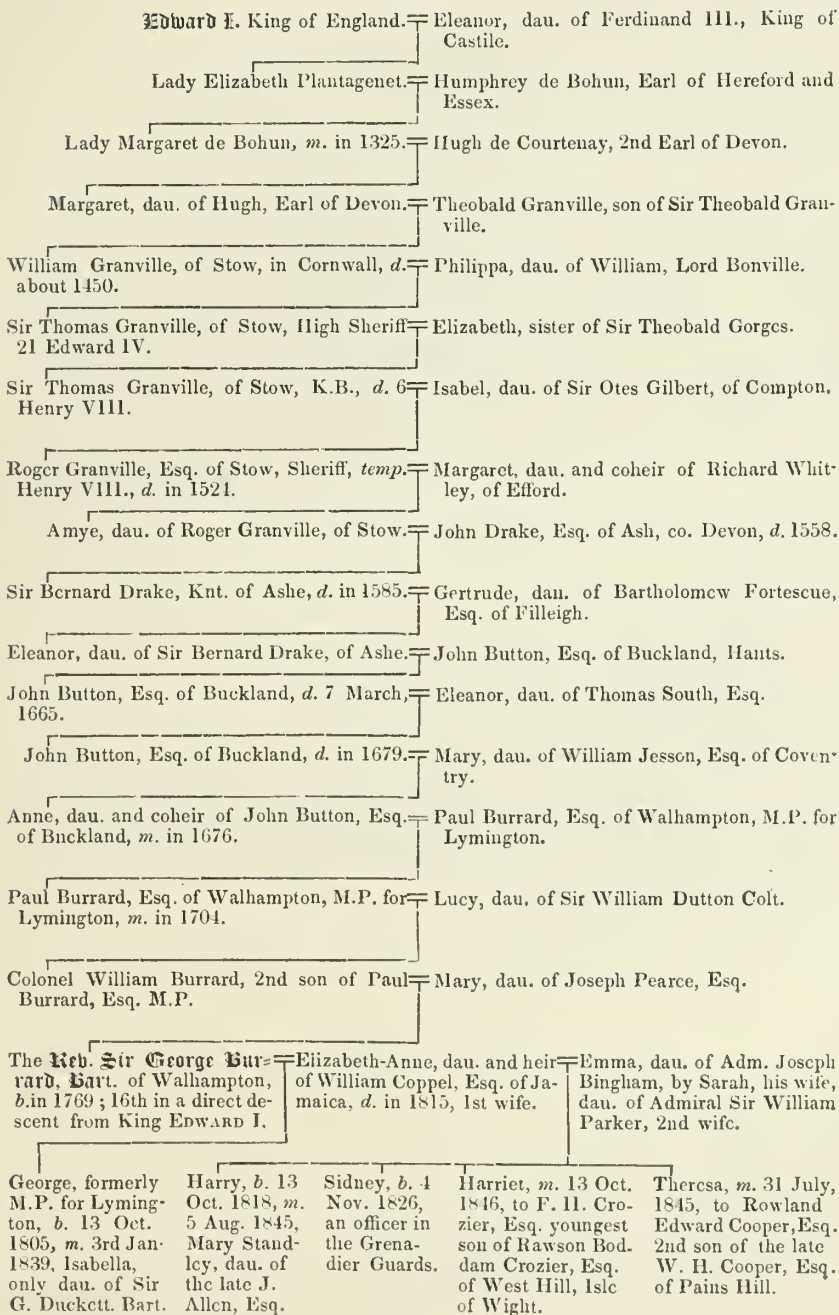 Edward I. King of England. Eleanor, dau. of Ferdinand III., King of
Castile.
Lady Elizabeth Plantagenet. Humphrey de Bohun, Earl of Hereford and
Essex.
Lady Margaret de Bohun, m. in 1325. Hugh de Courtenay, 2nd Earl of Devon.
Margaret, dau. of Hugh, Earl of Devon. Theobald Granville, son of Sir Theobald Gran-
ville.
William Granville, of Stow, in Cornwall, d. Philippa, dau. of William, Lord Bonville.
about 1450.
Sir Thomas Granville, of Stow, High Sheriff Elizabeth, sister of Sir Theobald Gorges.
21 Edward IV.
Sir Thomas Granville, of Stow, K.B., d. 6 Isabel, dau. of Sir Otes Gilbert, of Compton.
Henry VIII.
Roger Granville, Esq. of Stow, Sheriff, temp. Margaret, dau. and coheir of Richard Whit-
Henry VIII., d. in 1524. ley, of Efford.
Amye, dau. of Roger Granville, of Stow. John Drake, Esq. of Ash, co. Devon, d. 1558.
Sir Bernard Drake, Knt. of Ashe, d. in 1585. Gertrude, dau. of Bartholomew Fortescue,
Esq. of Filleigh.
Eleanor, dau. of Sir Bernard Drake, of Ashe. John Button, Esq. of Buckland, Hants.
John Button, Esq. of Buckland, d. 7 March, Eleanor, dau. of Thomas South, Esq.
1665.
John Button, Esq. of Buckland, d. in 1679. Mary, dau. of William Jesson, Esq. of Coven-
try.
Anne, dau. and coheir of John Button, Esq. Paul Burrard, Esq. of Walhampton, M.P. for
of Buckland, m. in 1676. Lymington.
Paul Burrard, Esq. of Walhampton, M.P. for Lucy, dau. of Sir William Dutton Colt.
Lymington, m. in 1704.
Colonel William Burrard, 2nd son of Paul Mary, dau. of Joseph Pearce, Esq.
Burrard, Esq. M.P.
The Reb. Sir George Bur-
rard, Bart. of Walhampton,
b. in 1769 ; 16th in a direct de-
scent from King EDWARD I.
Elizabeth-Anne, dau. and heir
of William Coppel, Esq. of Ja-
maica, d. in 1815, 1st wife.
Emma, dau. of Adm. Joseph
Bingham, by Sarah, his wife,
dau. of Admiral Sir William
Parker, 2nd wife.
George, formerly
M.P. for Lyming-
ton, b. 13 Oct.
1805, m. 3rd Jan.
1839, Isabella,
only dau. of Sir
G. Duckett. Bart.
Harry, b. 13
Oct. 1818, m.
5 Aug. 1845,
Mary Stand-
ley, dau. of
the late J.
Allen, Esq.
Sidney, b. 4
Nov. 1826,
an officer in
the Grena-
dier Guards.
Harriet, m. 13 Oct.
1846, to F. H. Cro-
zier, Esq. youngest
son of Rawson Bod-
dam Crozier, Esq.
of West Hill, Isle
of Wight.
Theresa, m. 31 July,
1845, to Rowland
Edward Cooper, Esq.
2nd son of the late
W. H. Cooper, Esq.
of Pains Hill.